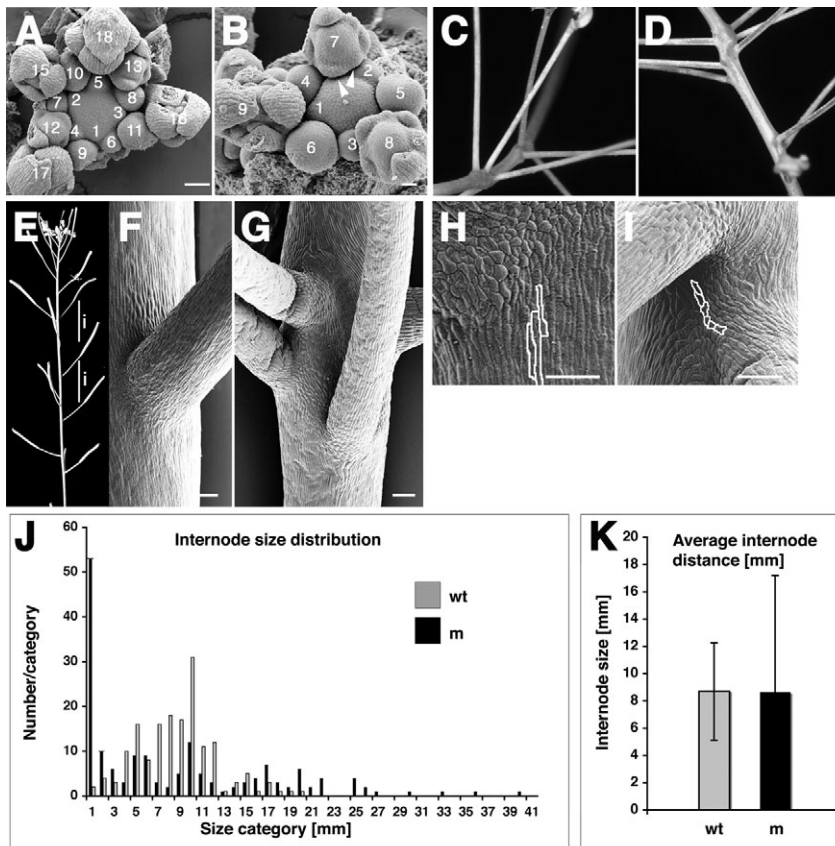 A
18
15
10
13
5
7
2
8
3
16
12
4
1
11
9
6
17
B
7
4
2
1
5
9
6
3
8
C
D
E
i
i
F
G
H
I
J
Internode size distribution
Number/category
60
50
40
30
20
10
0
wt
m
1 3 5 7 9 11 13 15 17 19 21 23 25 27 29 31 33 35 37 39 41
Size category [mm]
K
Average internode
distance [mm]
Internode size [mm]
20
18
16
14
12
10
8
6
4
2
0
wt m